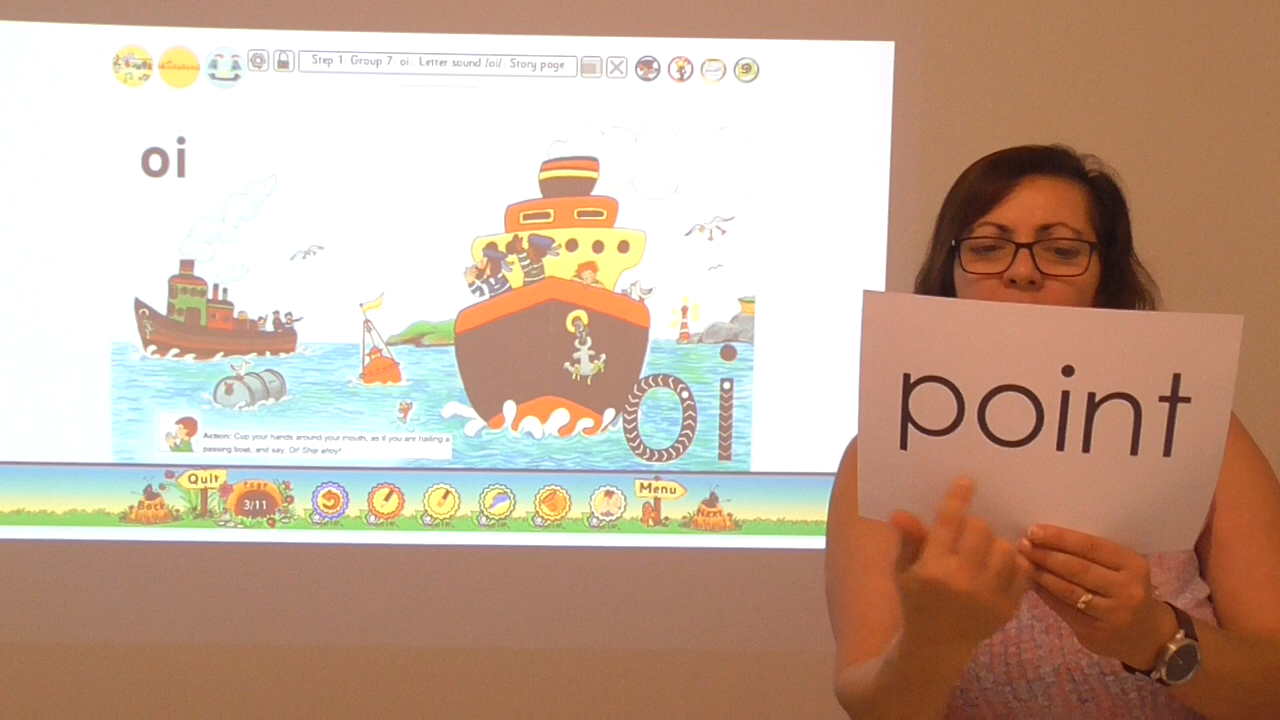 Step 1: Group 7: oi: Letter sound /oi/: Story page
oi
oi
Action: Cup your hands around your mouth, as if you are hailing a
passing boat, and say, Oi! Ship ahoy!
Back
Quit
Page
3/11
Menu
Next
point